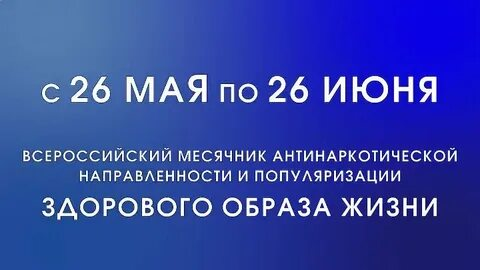 С 26 МАЯ ПО 26 ИЮНЯ
ВСЕРОССИЙСКИЙ МЕСЯЧНИК АНТИНАРКОТИЧЕСКОЙ
НАПРАВЛЕННОСТИ И ПОПУЛЯРИЗАЦИИ
ЗДОРОВОГО ОБРАЗА ЖИЗНИ